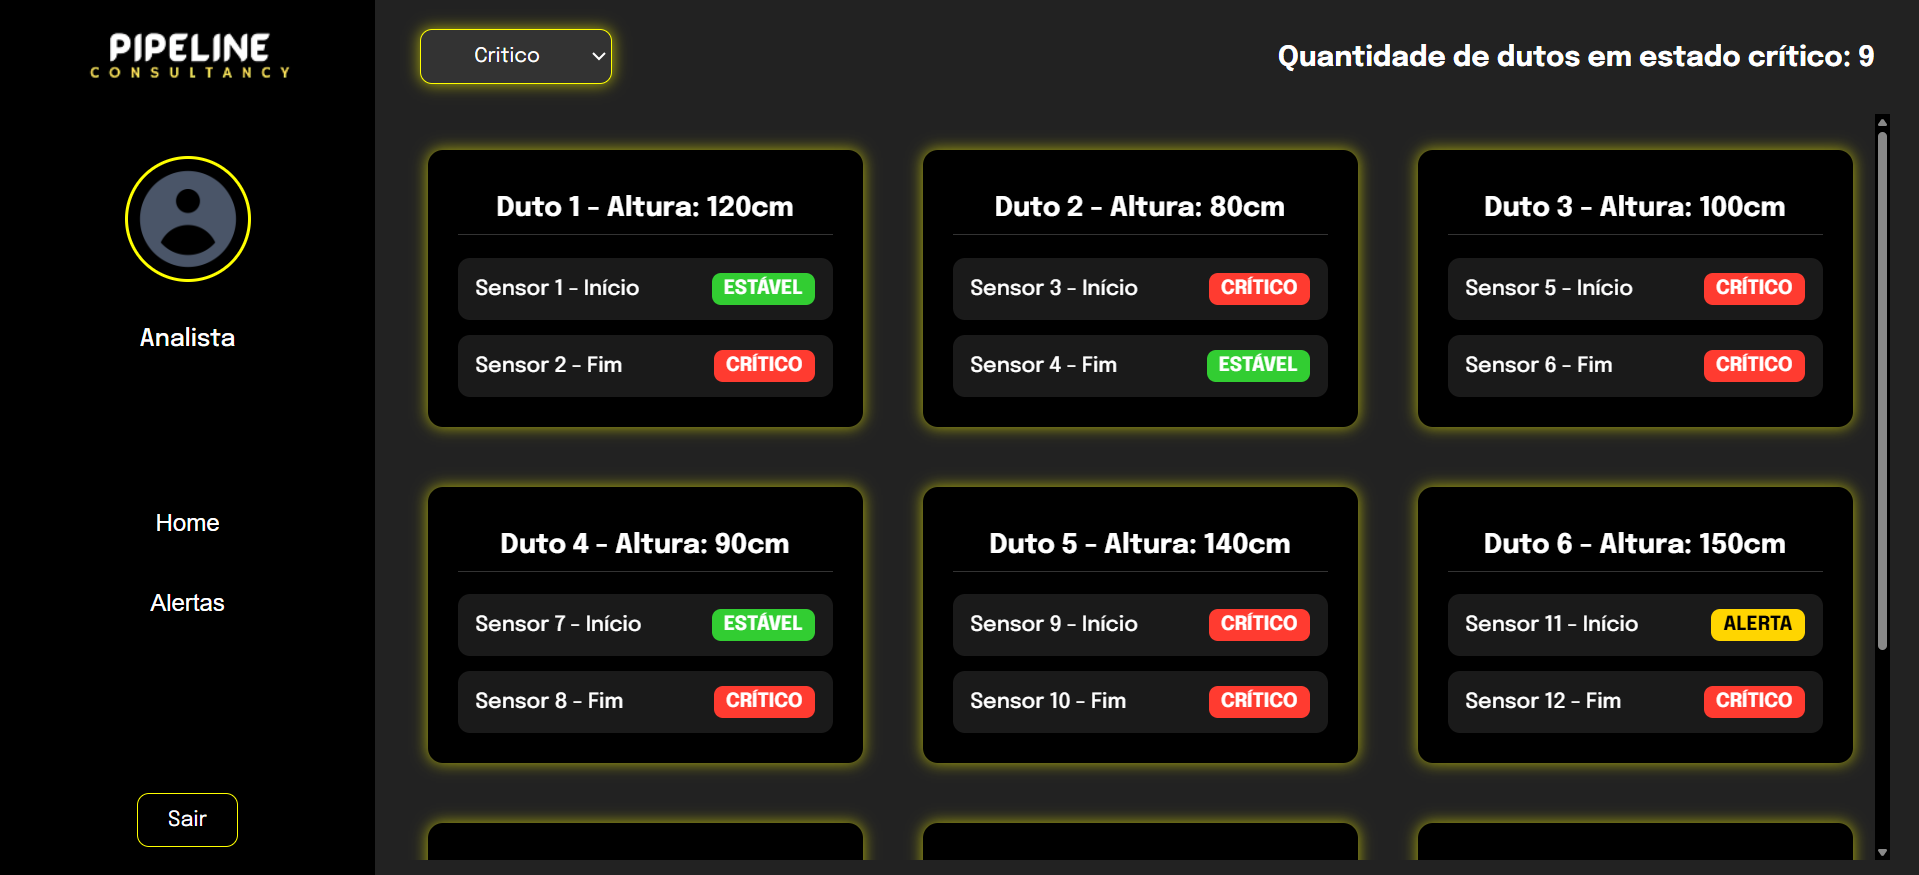 PIPELINE
CONSULTANCY
Analista
Home
Alertas
Sair
Critico
Quantidade de dutos em estado crítico: 9
Duto 1 - Altura: 120cm
Sensor 1 - Início ESTÁVEL
Sensor 2 - Fim CRÍTICO
Duto 2 - Altura: 80cm
Sensor 3 - Início CRÍTICO
Sensor 4 - Fim ESTÁVEL
Duto 3 - Altura: 100cm
Sensor 5 - Início CRÍTICO
Sensor 6 - Fim CRÍTICO
Duto 4 - Altura: 90cm
Sensor 7 - Início ESTÁVEL
Sensor 8 - Fim CRÍTICO
Duto 5 - Altura: 140cm
Sensor 9 - Início CRÍTICO
Sensor 10 - Fim CRÍTICO
Duto 6 - Altura: 150cm
Sensor 11 - Início ALERTA
Sensor 12 - Fim CRÍTICO